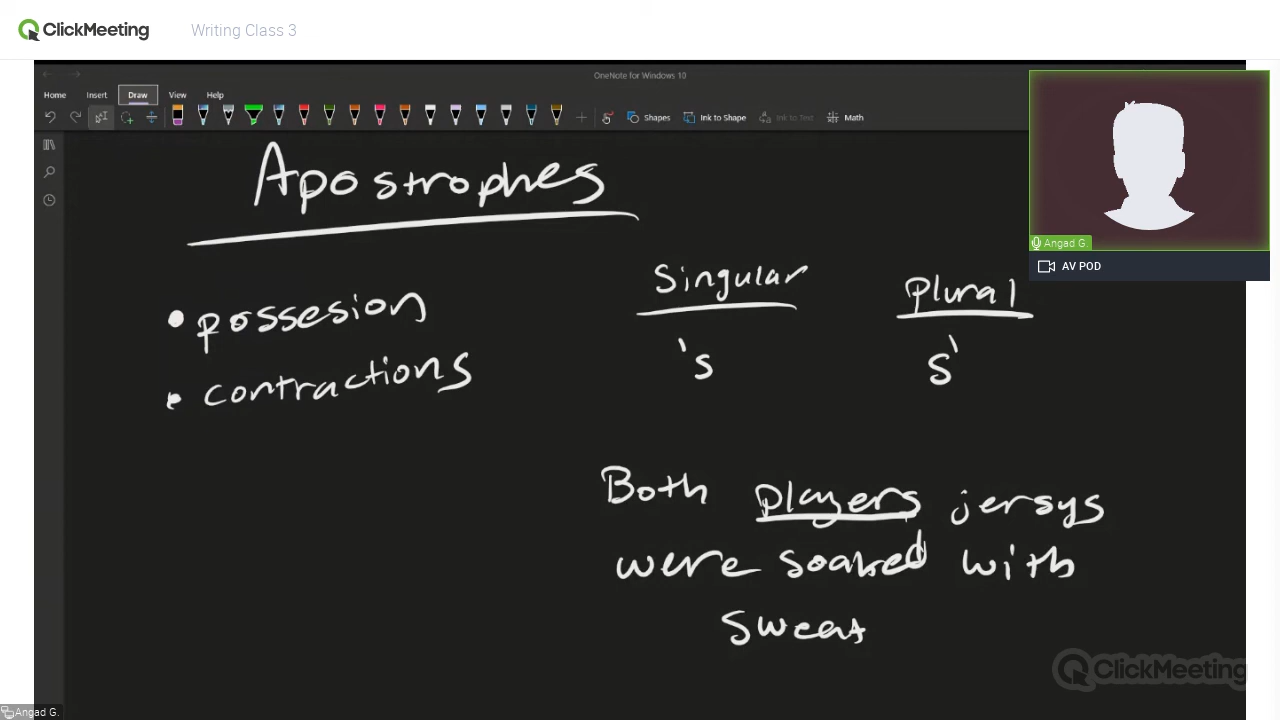 ClickMeeting
Writing Class 3
OneNote for Windows 10
Home Insert Draw View Help
Shapes Ink to Shape Ink to Text Math
Angad G.
AV POD
Apostrophes
• possesion
• contractions
Singular
's
Plural
s'
Both players jersys
were soaked with
sweat
ClickMeeting
Angad G.